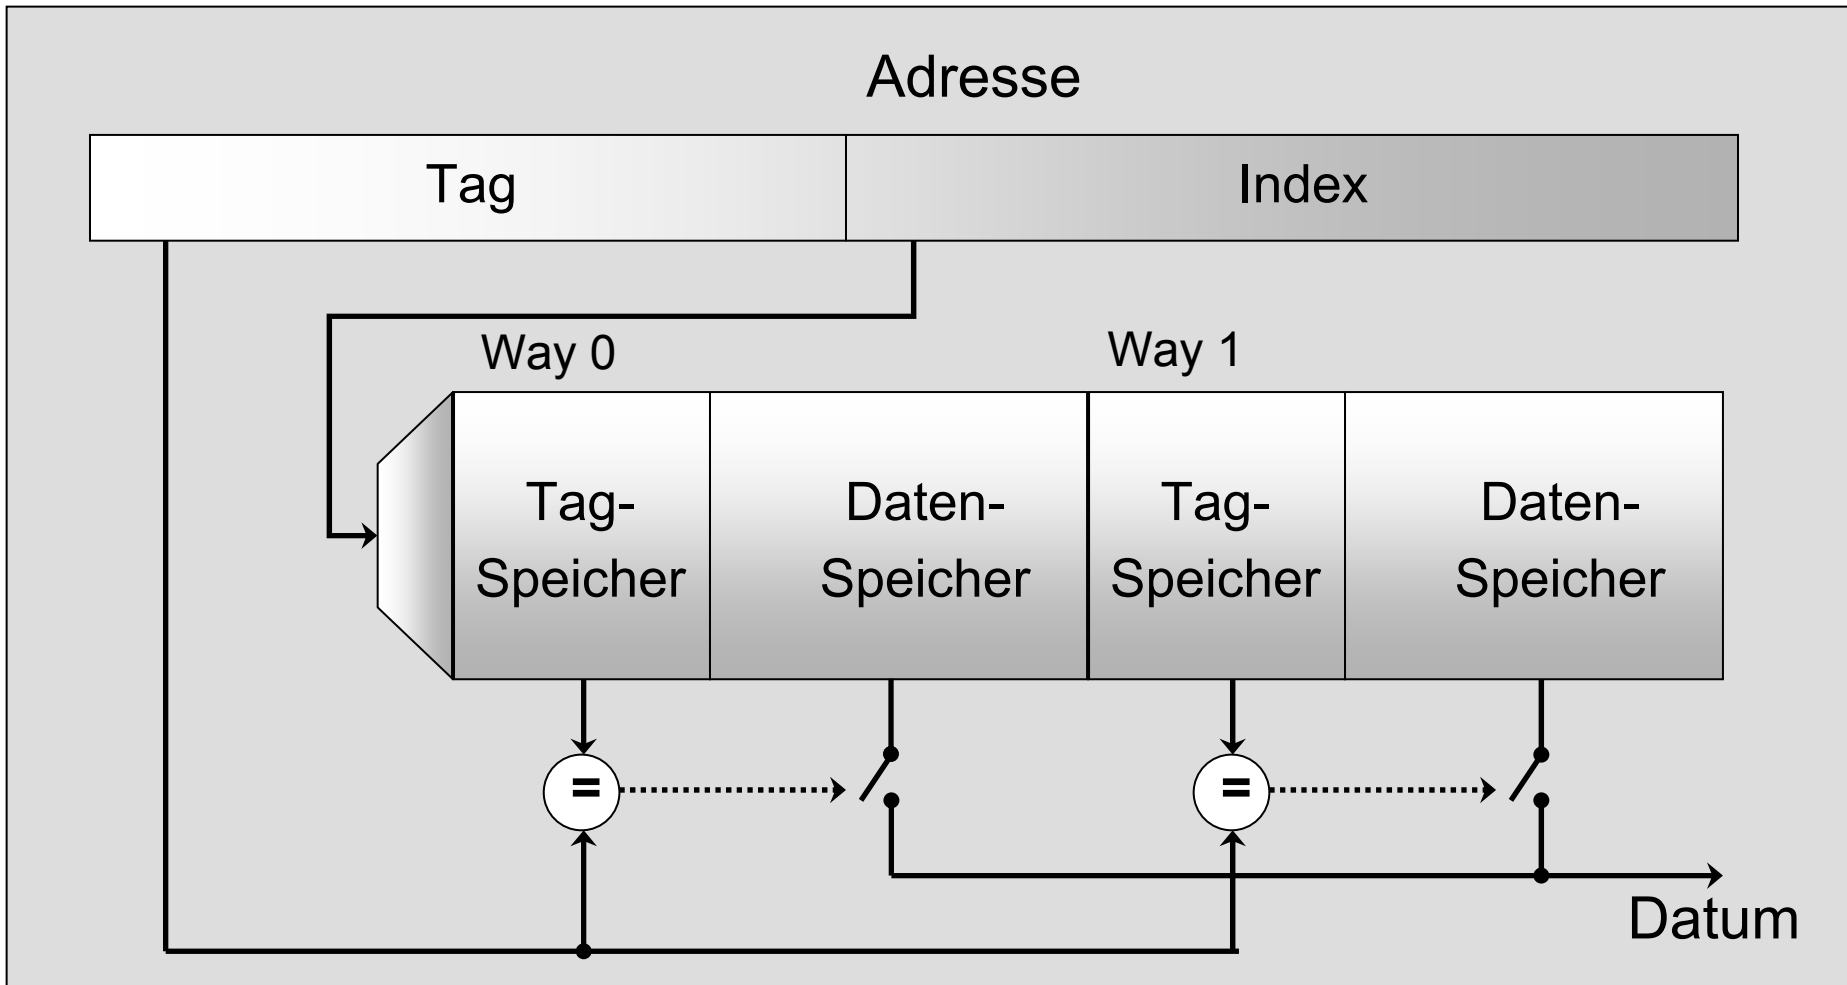 Adresse
Tag Index
Way 0 Way 1
Tag- Daten- Tag- Daten-
Speicher Speicher Speicher Speicher
= =
Datum